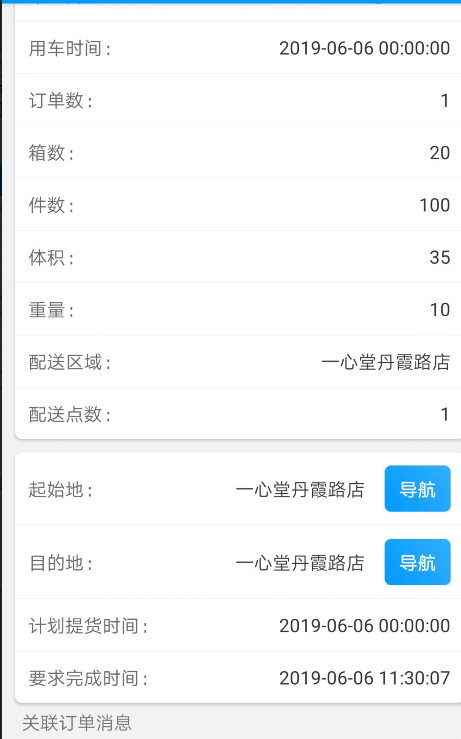 用车时间： 2019-06-06 00:00:00
订单数： 1
箱数： 20
件数： 100
体积： 35
重量： 10
配送区域： 一心堂丹霞路店
配送点数： 1
起始地： 一心堂丹霞路店 导航
目的地： 一心堂丹霞路店 导航
计划提货时间： 2019-06-06 00:00:00
要求完成时间： 2019-06-06 11:30:07
关联订单消息